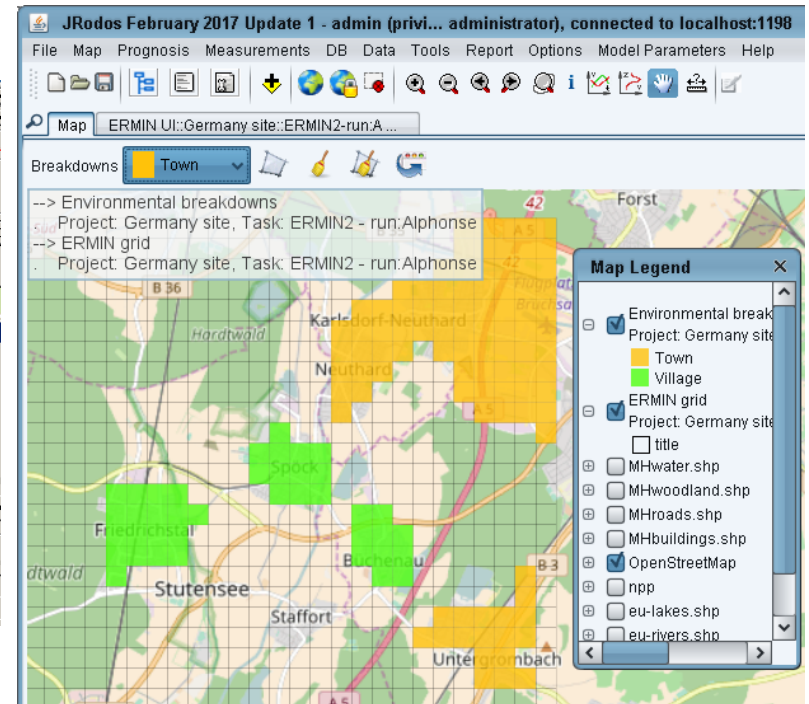 JRodos February 2017 Update 1 - admin (privi... administrator), connected to localhost:1198
File Map Prognosis Measurements DB Data Tools Report Options Model Parameters Help
Map ERMIN UI::Germany site::ERMIN2-run:A ...
Breakdowns Town
--> Environmental breakdowns
Project: Germany site, Task: ERMIN2 - run:Alphonse
--> ERMIN grid
. Project: Germany site, Task: ERMIN2 - run:Alphonse
42
Forst
A 5
B 35
42
B 36
Hardtwald
Karlsdorf-Neuthard
Neuthard
A 5
Spöck
Friedrichstal
Büchenau
B 3
dtwald
Stutensee
Staffort
Untergrombach
A 5
Map Legend
Environmental break
Project: Germany site
Town
Village
ERMIN grid
Project: Germany site
title
MHwater.shp
MHwoodland.shp
MHroads.shp
MHbuildings.shp
OpenStreetMap
npp
eu-lakes.shp
eu-rivers.shp